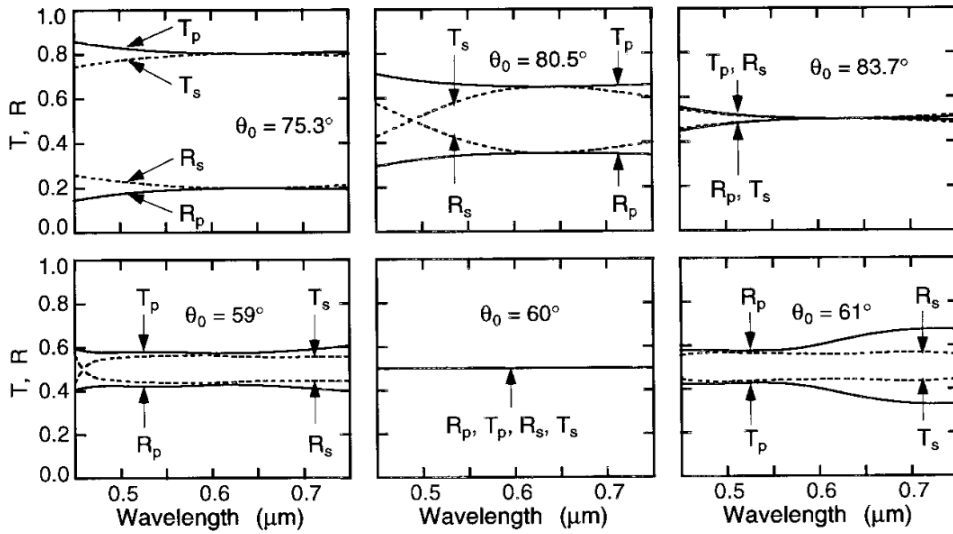 T, R
1.0
0.8
0.6
0.4
0.2
0.0
Tp
Ts
θ0 = 75.3°
Rs
Rp
Ts
Tp
θ0 = 80.5°
Rs
Rp
Tp, Rs
θ0 = 83.7°
Rp, Ts
T, R
1.0
0.8
0.6
0.4
0.2
0.0
Tp
Ts
θ0 = 59°
Rp
Rs
0.5
0.6
0.7
Wavelength (μm)
θ0 = 60°
Rp, Tp, Rs, Ts
0.5
0.6
0.7
Wavelength (μm)
Rp
Rs
θ0 = 61°
Tp
Ts
0.5
0.6
0.7
Wavelength (μm)